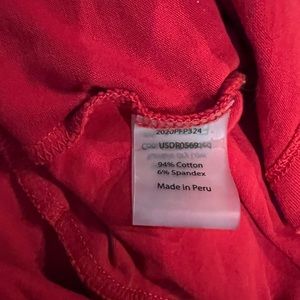 2020PFP324
USDR0569
94% Cotton
6% Spandex
Made in Peru